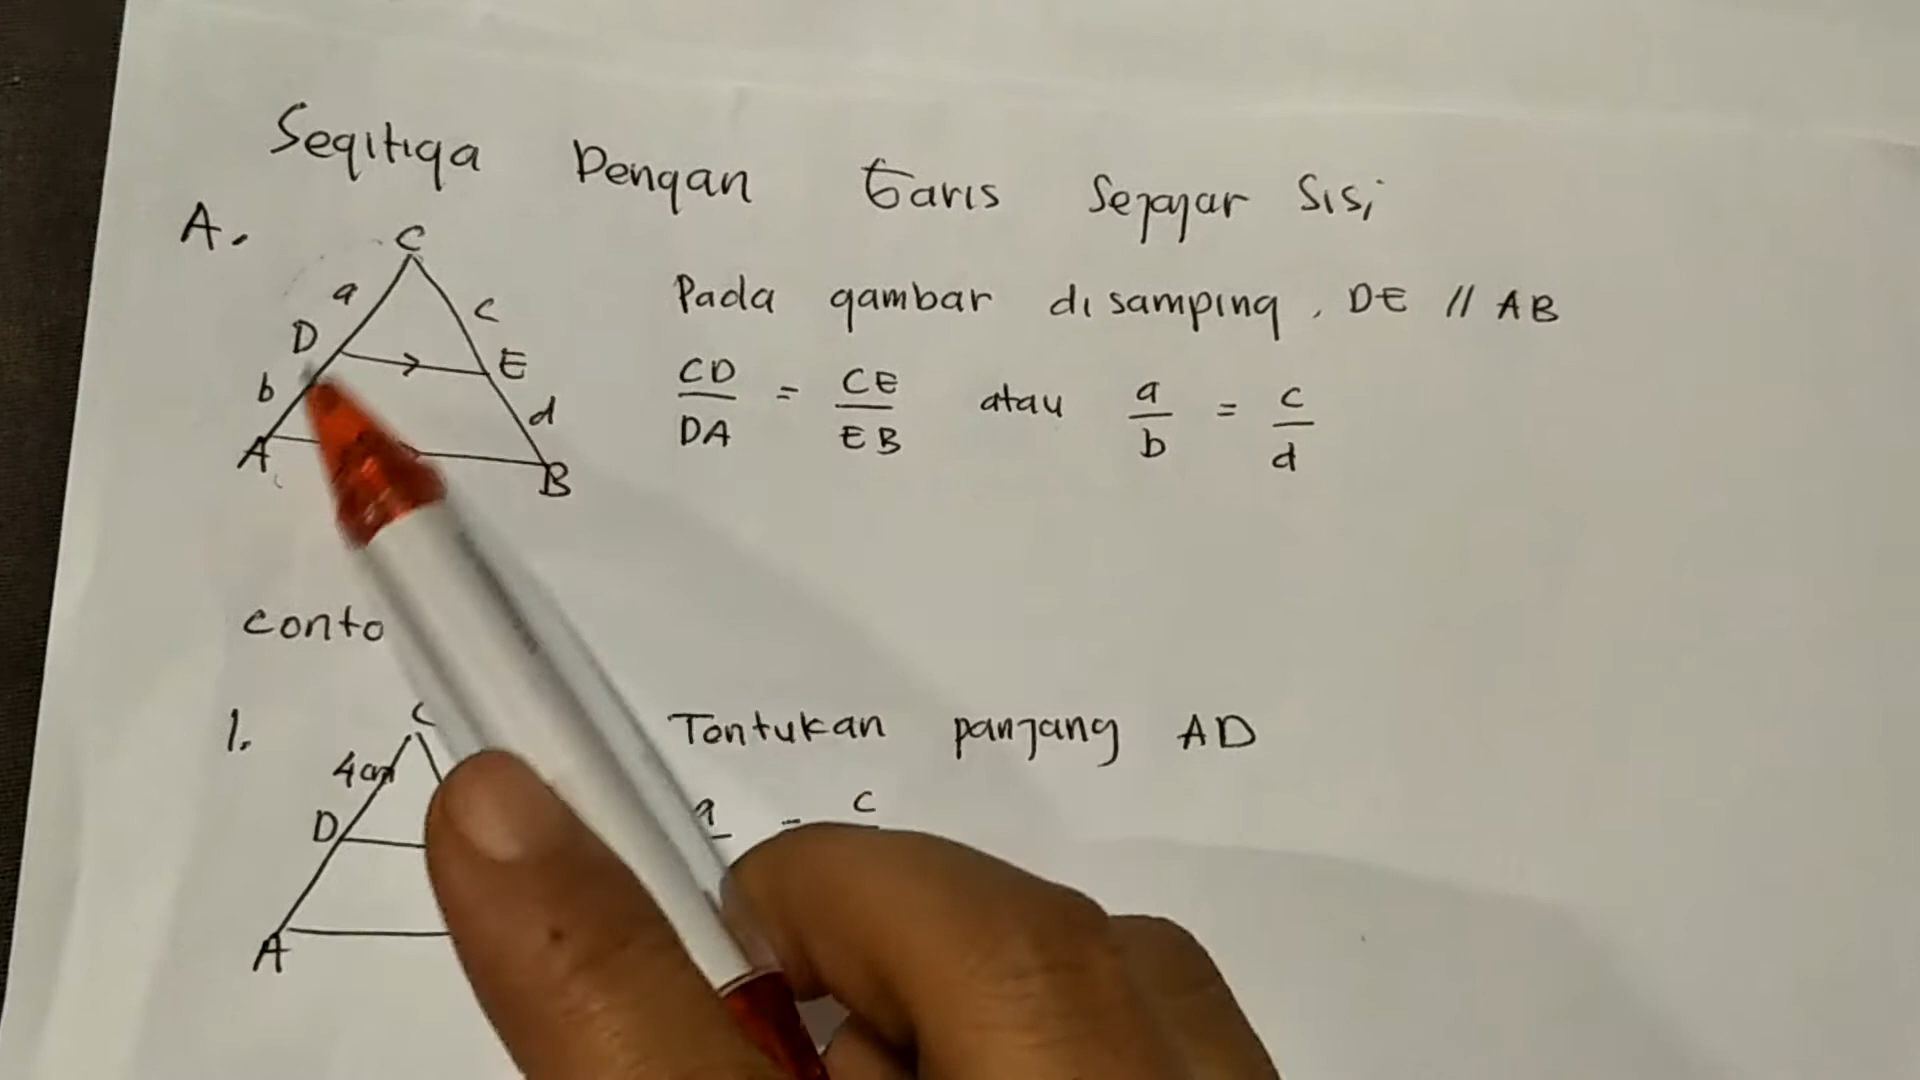 Segitiga Dengan Garis Sejajar Sisi
A.
C
a
c
D
E
b
d
A
B
Pada gambar disamping, DE // AB
CD/DA = CE/EB atau a/b = c/d
conto
1.
C
4cm
D
A
Tentukan panjang AD
a = c